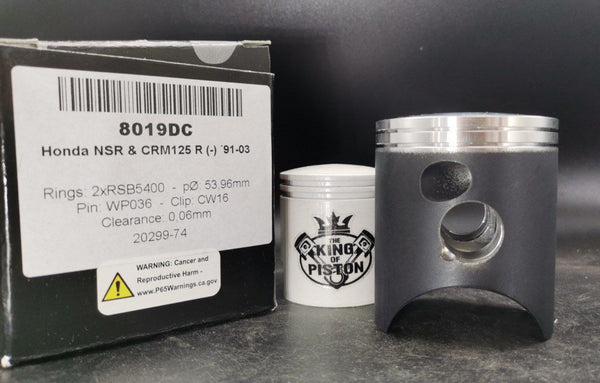 8019DC
Honda NSR & CRM125 R (-) ´91-03
Rings: 2xRSB5400 - pØ: 53.96mm
Pin: WP036 - Clip: CW16
Clearance: 0,06mm
20299-74
WARNING: Cancer and
Reproductive Harm -
www.P65Warnings.ca.gov
THE
KING
OF
PISTON